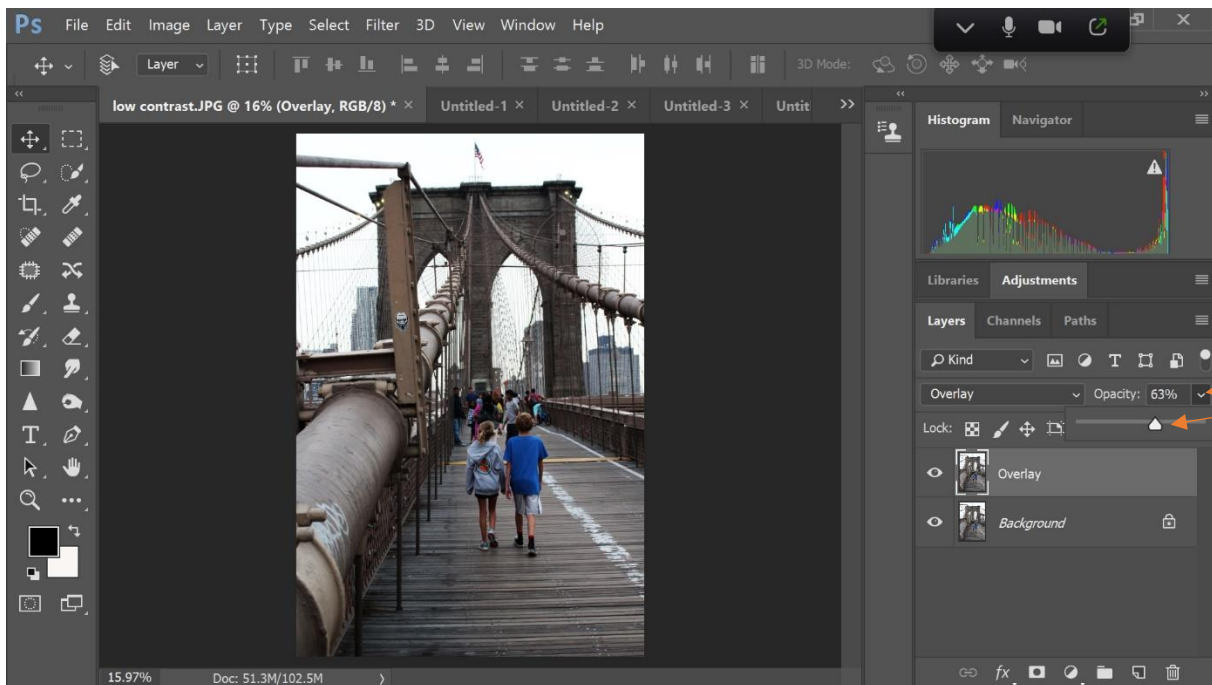 Ps File Edit Image Layer Type Select Filter 3D View Window Help
Layer 3D Mode:
low contrast.JPG @ 16% (Overlay, RGB/8) * × Untitled-1 × Untitled-2 × Untitled-3 × Untit
Histogram Navigator
Libraries Adjustments
Layers Channels Paths
Kind
Overlay Opacity: 63%
Lock:
Overlay
Background
fx
15.97% Doc: 51.3M/102.5M